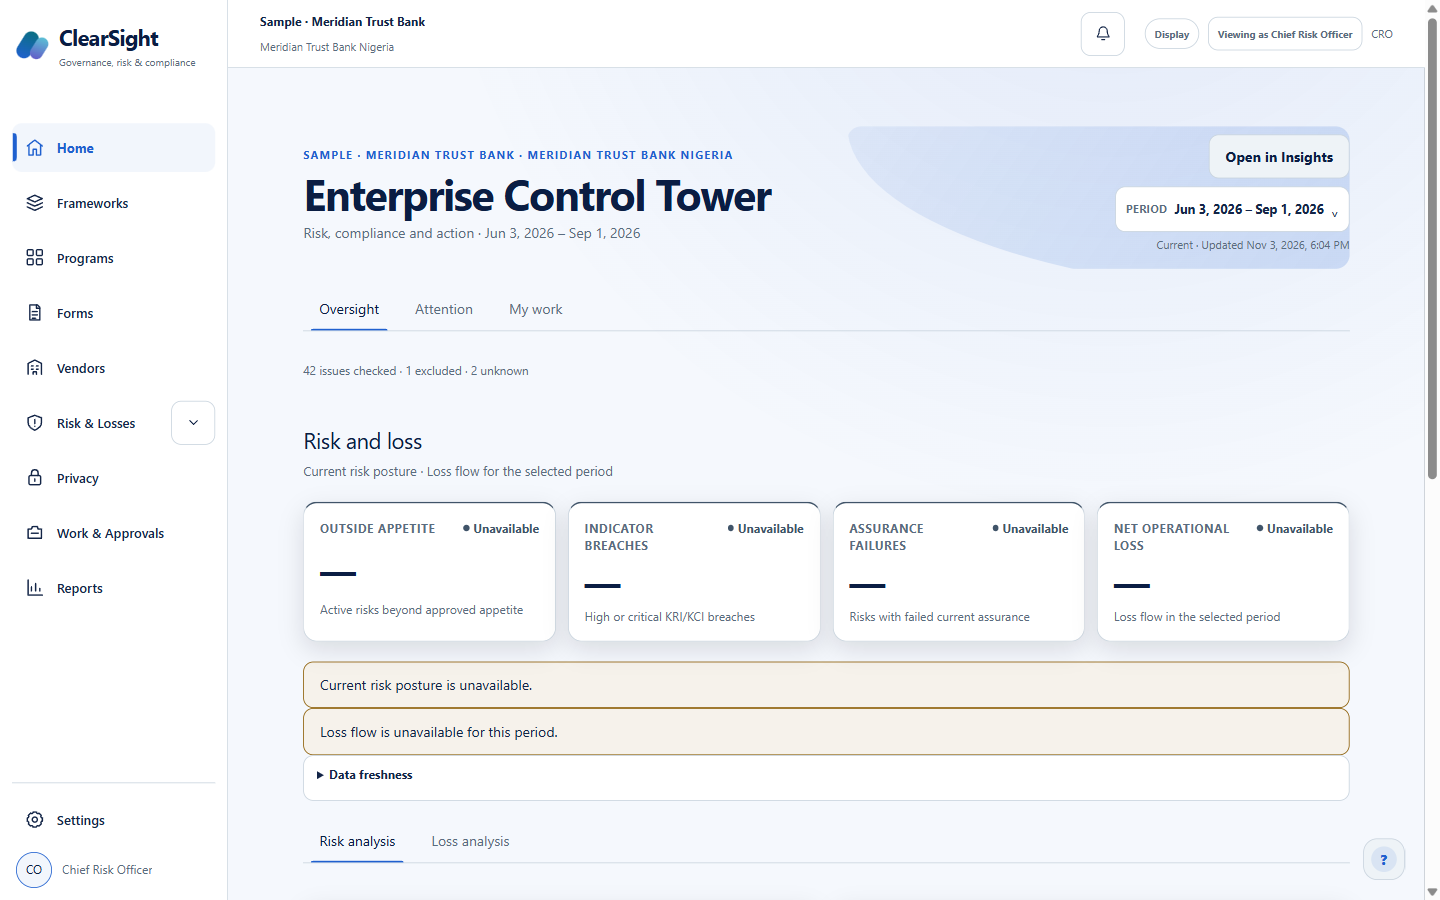 ClearSight
Governance, risk & compliance
Home
Frameworks
Programs
Forms
Vendors
Risk & Losses
Privacy
Work & Approvals
Reports
Settings
CO Chief Risk Officer
Sample · Meridian Trust Bank
Meridian Trust Bank Nigeria
Display
Viewing as Chief Risk Officer
CRO
SAMPLE · MERIDIAN TRUST BANK · MERIDIAN TRUST BANK NIGERIA
Enterprise Control Tower
Risk, compliance and action · Jun 3, 2026 – Sep 1, 2026
Open in Insights
PERIOD Jun 3, 2026 – Sep 1, 2026 v
Current · Updated Nov 3, 2026, 6:04 PM
Oversight Attention My work
42 issues checked · 1 excluded · 2 unknown
Risk and loss
Current risk posture · Loss flow for the selected period
OUTSIDE APPETITE
Unavailable
—
Active risks beyond approved appetite
INDICATOR
BREACHES
Unavailable
—
High or critical KRI/KCI breaches
ASSURANCE
FAILURES
Unavailable
—
Risks with failed current assurance
NET OPERATIONAL
LOSS
Unavailable
—
Loss flow in the selected period
Current risk posture is unavailable.
Loss flow is unavailable for this period.
Data freshness
Risk analysis Loss analysis
?